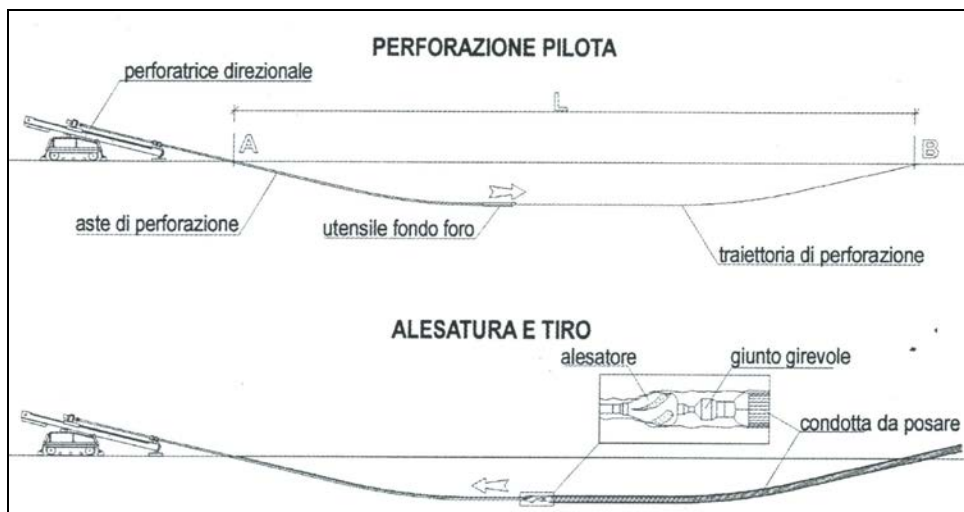 PERFORAZIONE PILOTA
perforatrice direzionale
L
A
B
aste di perforazione
utensile fondo foro
traiettoria di perforazione
ALESATURA E TIRO
alesatore
giunto girevole
condotta da posare